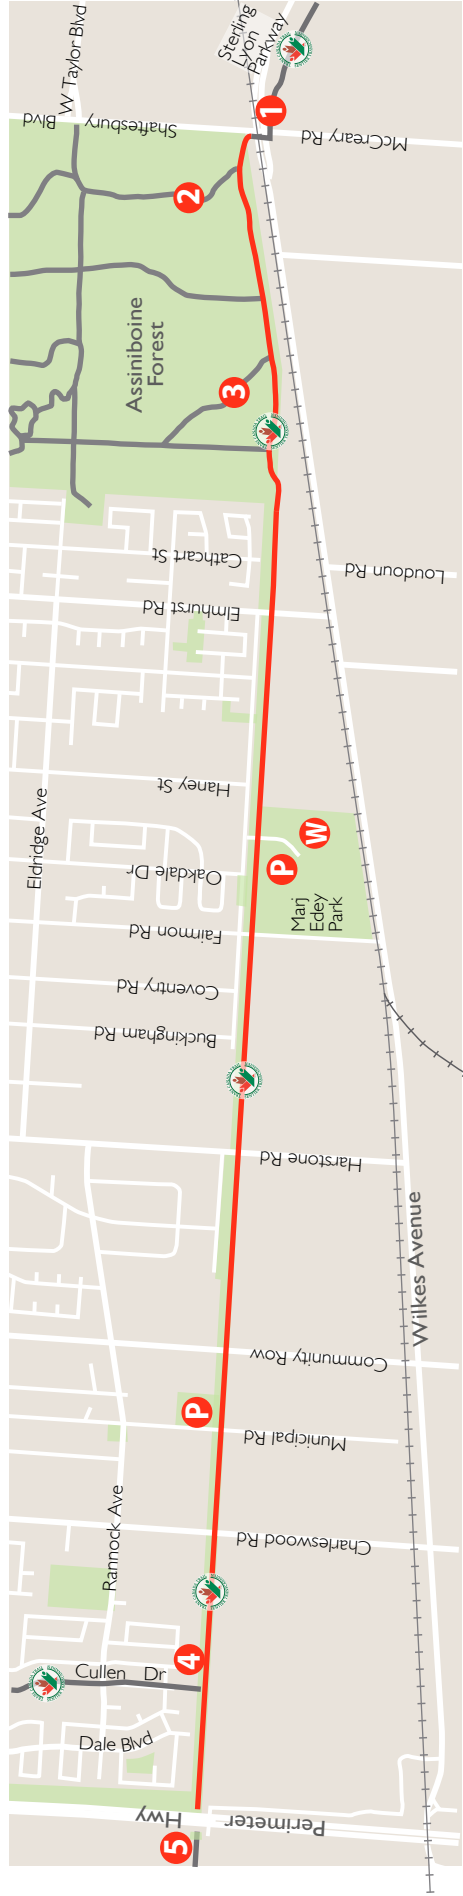 W Taylor Blvd
Sterling
Lyon
Parkway
1
Shaftesbury Blvd
McCreary Rd
2
Assiniboine
Forest
3
Cathcart St
Loudoun Rd
Elmhurst Rd
Haney St
Eldridge Ave
W
P
Oakdale Dr
Marj
Edey
Park
Fairmon Rd
Coventry Rd
Buckingham Rd
Harstone Rd
Wilkes Avenue
Community Row
P
Municipal Rd
Charleswood Rd
Rannock Ave
4
Cullen Dr
Dale Blvd
Perimeter Hwy
5